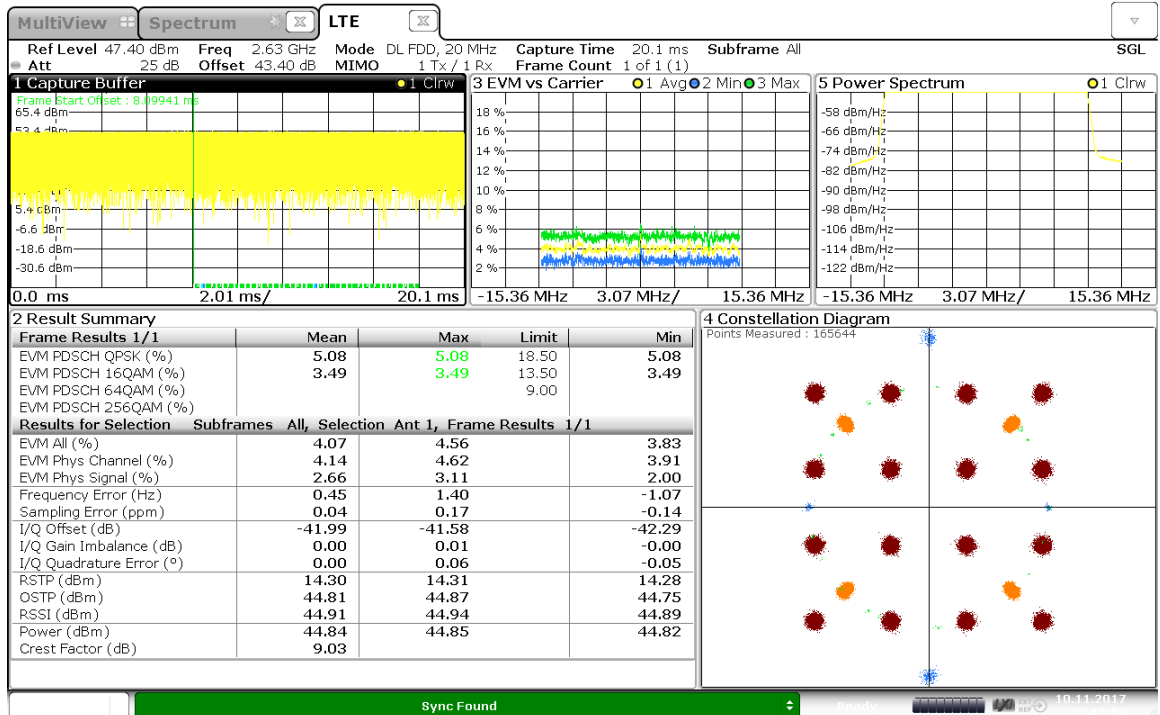 MultiView Spectrum LTE
Ref Level 47.40 dBm Freq 2.63 GHz Mode DL FDD, 20 MHz Capture Time 20.1 ms Subframe All SGL
Att 25 dB Offset 43.40 dB MIMO 1 Tx / 1 Rx Frame Count 1 of 1 (1)
1 Capture Buffer 1 Clrw
Frame Start Offset : 8.09941 ms
65.4 dBm
53.4 dBm
5.4 dBm
-6.6 dBm
-18.6 dBm
-30.6 dBm
0.0 ms 2.01 ms/ 20.1 ms
3 EVM vs Carrier 1 Avg 2 Min 3 Max
18 %
16 %
14 %
12 %
10 %
8 %
6 %
4 %
2 %
-15.36 MHz 3.07 MHz/ 15.36 MHz
5 Power Spectrum 1 Clrw
-58 dBm/Hz
-66 dBm/Hz
-74 dBm/Hz
-82 dBm/Hz
-90 dBm/Hz
-98 dBm/Hz
-106 dBm/Hz
-114 dBm/Hz
-122 dBm/Hz
-15.36 MHz 3.07 MHz/ 15.36 MHz
2 Result Summary
Frame Results 1/1 Mean Max Limit Min
EVM PDSCH QPSK (%) 5.08 5.08 18.50 5.08
EVM PDSCH 16QAM (%) 3.49 3.49 13.50 3.49
EVM PDSCH 64QAM (%) 9.00
EVM PDSCH 256QAM (%)
Results for Selection Subframes All, Selection Ant 1, Frame Results 1/1
EVM All (%) 4.07 4.56 3.83
EVM Phys Channel (%) 4.14 4.62 3.91
EVM Phys Signal (%) 2.66 3.11 2.00
Frequency Error (Hz) 0.45 1.40 -1.07
Sampling Error (ppm) 0.04 0.17 -0.14
I/Q Offset (dB) -41.99 -41.58 -42.29
I/Q Gain Imbalance (dB) 0.00 0.01 -0.00
I/Q Quadrature Error (°) 0.00 0.06 -0.05
RSTP (dBm) 14.30 14.31 14.28
OSTP (dBm) 44.81 44.87 44.75
RSSI (dBm) 44.91 44.94 44.89
Power (dBm) 44.84 44.85 44.82
Crest Factor (dB) 9.03
4 Constellation Diagram
Points Measured : 165644
Sync Found
Ready
10.11.2017